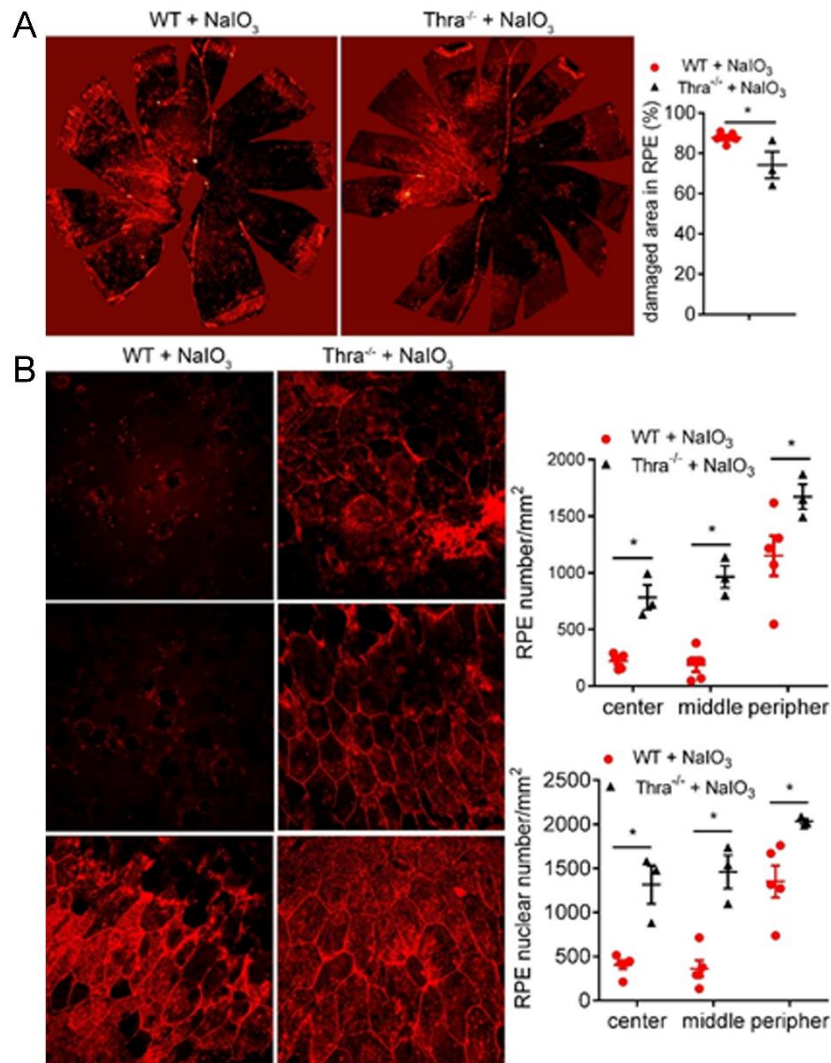 A
WT + NaIO₃
Thra⁻/⁻ + NaIO₃
WT + NaIO₃
Thra⁻/⁻ + NaIO₃
damaged area in RPE (%)
100
80
60
40
20
0
*
B
WT + NaIO₃
Thra⁻/⁻ + NaIO₃
WT + NaIO₃
Thra⁻/⁻ + NaIO₃
RPE number/mm²
2000
1500
1000
500
0
*
*
*
center middle peripher
WT + NaIO₃
Thra⁻/⁻ + NaIO₃
RPE nuclear number/mm²
2500
2000
1500
1000
500
0
*
*
*
center middle peripher